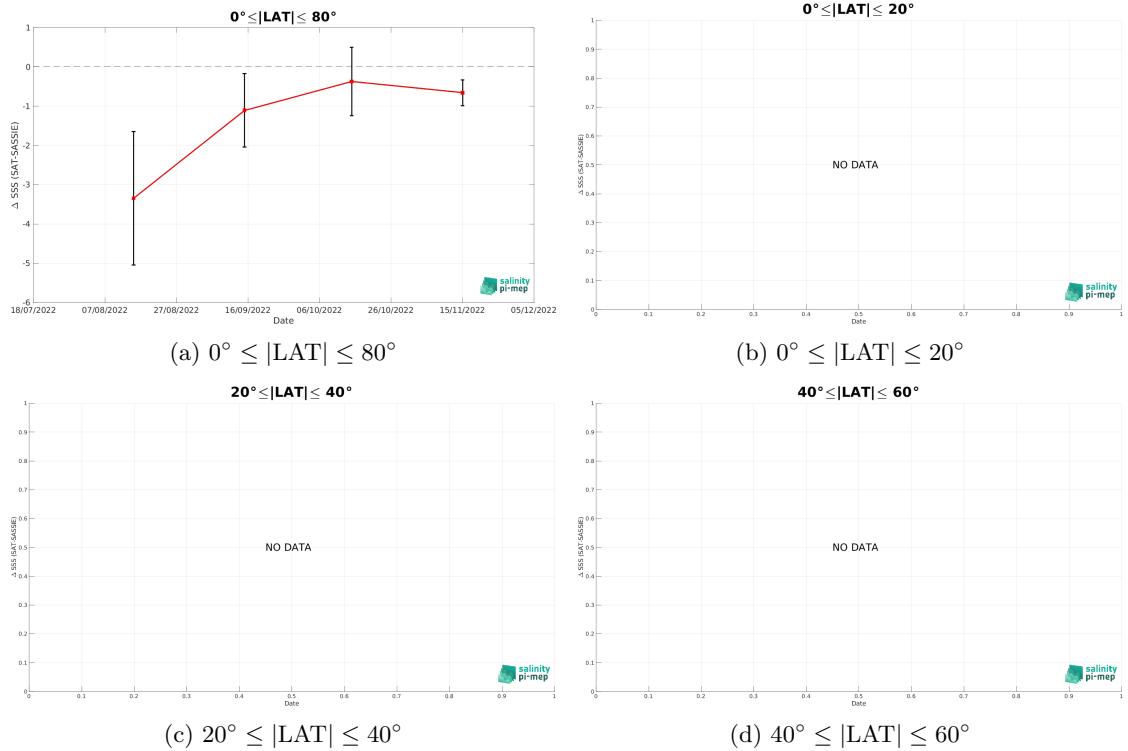 0°≤|LAT|≤ 80°
1
0
-1
-2
-3
-4
-5
-6
Δ SSS (SAT-SASSIE)
18/07/2022 07/08/2022 27/08/2022 16/09/2022 06/10/2022 26/10/2022 15/11/2022 05/12/2022
Date
salinity
pi-mep
(a) 0° ≤ |LAT| ≤ 80°
0°≤|LAT|≤ 20°
1
0.9
0.8
0.7
0.6
0.5
0.4
0.3
0.2
0.1
0
Δ SSS (SAT-SASSIE)
NO DATA
0 0.1 0.2 0.3 0.4 0.5 0.6 0.7 0.8 0.9 1
Date
salinity
pi-mep
(b) 0° ≤ |LAT| ≤ 20°
20°≤|LAT|≤ 40°
1
0.9
0.8
0.7
0.6
0.5
0.4
0.3
0.2
0.1
0
Δ SSS (SAT-SASSIE)
NO DATA
0 0.1 0.2 0.3 0.4 0.5 0.6 0.7 0.8 0.9 1
Date
salinity
pi-mep
(c) 20° ≤ |LAT| ≤ 40°
40°≤|LAT|≤ 60°
1
0.9
0.8
0.7
0.6
0.5
0.4
0.3
0.2
0.1
0
Δ SSS (SAT-SASSIE)
NO DATA
0 0.1 0.2 0.3 0.4 0.5 0.6 0.7 0.8 0.9 1
Date
salinity
pi-mep
(d) 40° ≤ |LAT| ≤ 60°